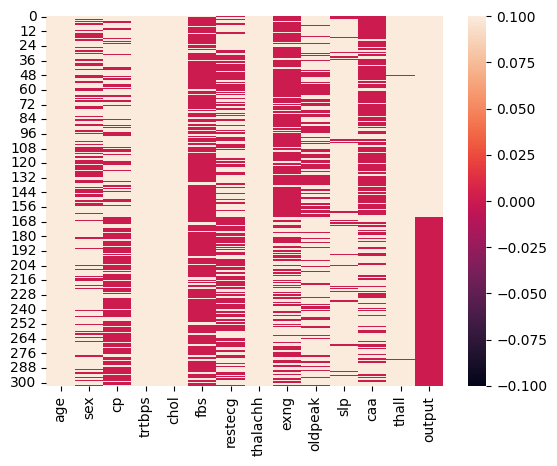 0
12
24
36
48
60
72
84
96
108
120
132
144
156
168
180
192
204
216
228
240
252
264
276
288
300
age
sex
cp
trtbps
chol
fbs
restecg
thalachh
exng
oldpeak
slp
caa
thall
output
0.100
0.075
0.050
0.025
0.000
−0.025
−0.050
−0.075
−0.100